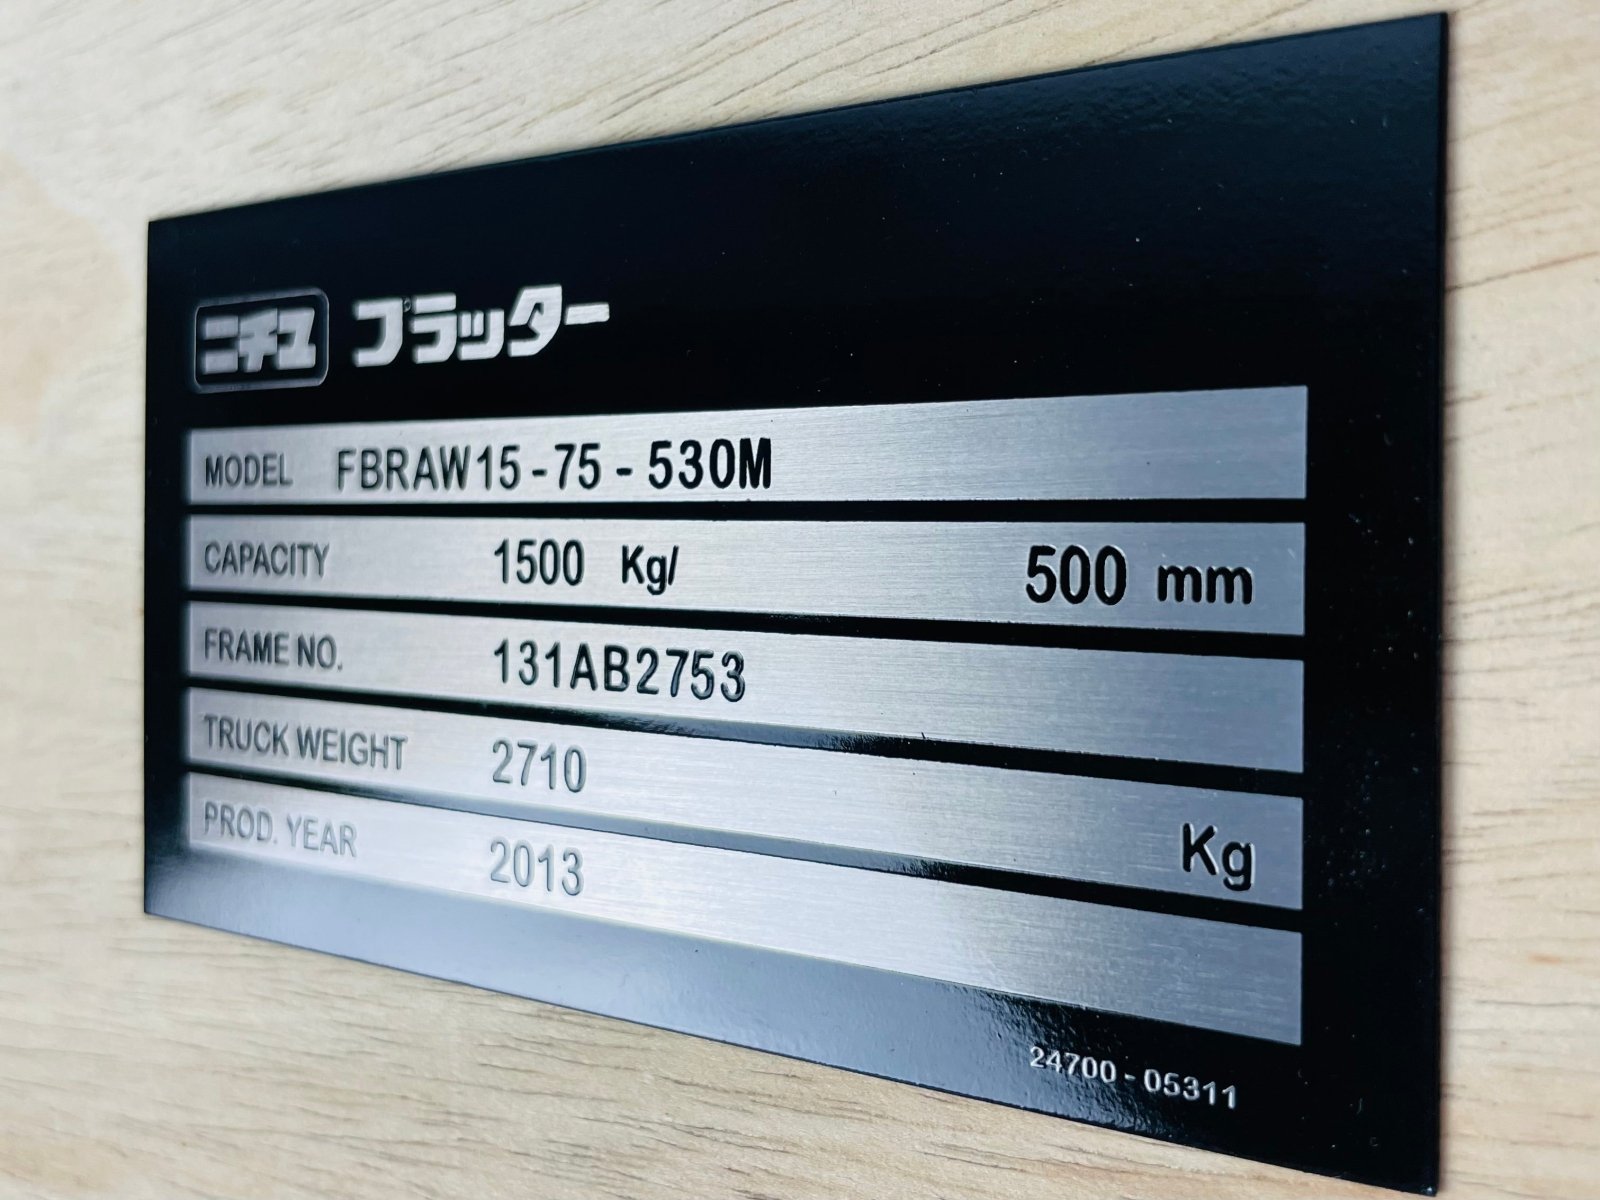 ニチユ プラッター
MODEL FBRAW15-75-530M
CAPACITY 1500 Kg/ 500 mm
FRAME NO. 131AB2753
TRUCK WEIGHT 2710 Kg
PROD. YEAR 2013
24700-05311